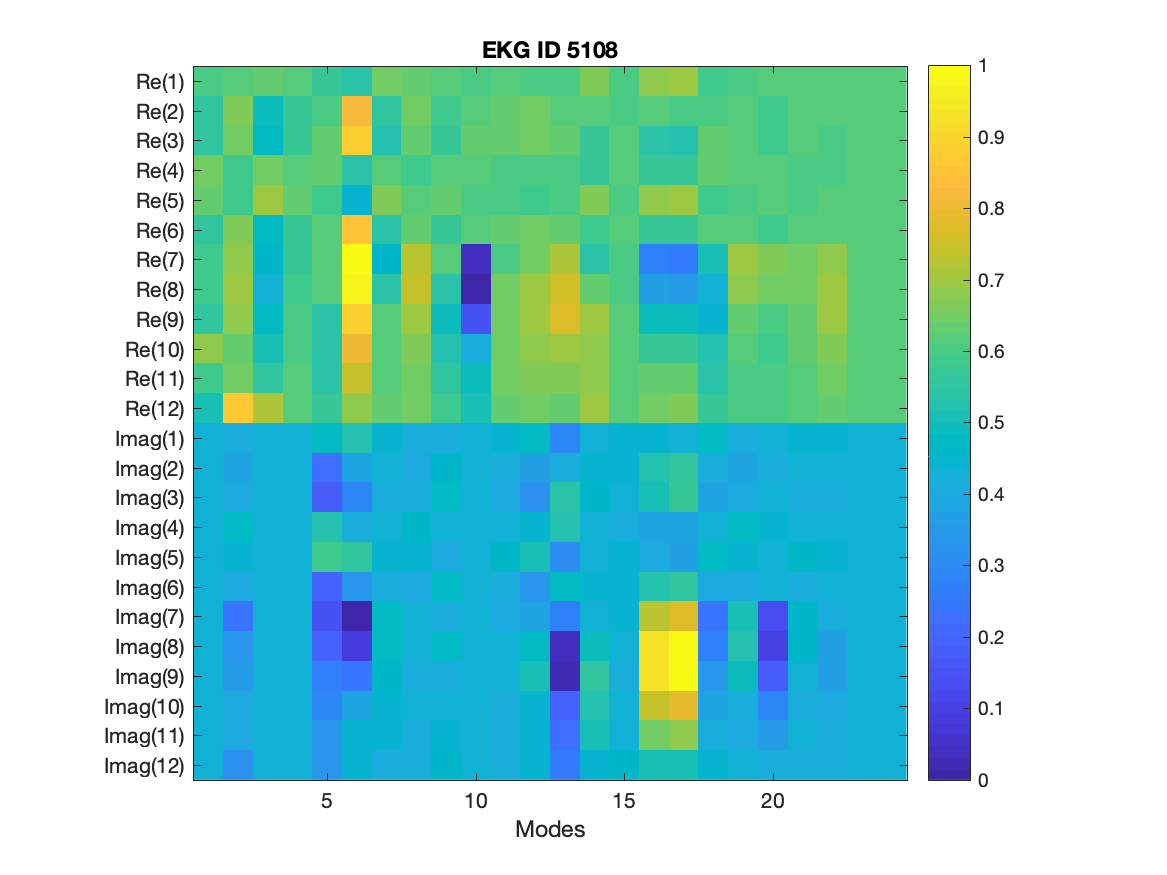 EKG ID 5108
Re(1)
Re(2)
Re(3)
Re(4)
Re(5)
Re(6)
Re(7)
Re(8)
Re(9)
Re(10)
Re(11)
Re(12)
Imag(1)
Imag(2)
Imag(3)
Imag(4)
Imag(5)
Imag(6)
Imag(7)
Imag(8)
Imag(9)
Imag(10)
Imag(11)
Imag(12)
5 10 15 20
Modes
1
0.9
0.8
0.7
0.6
0.5
0.4
0.3
0.2
0.1
0